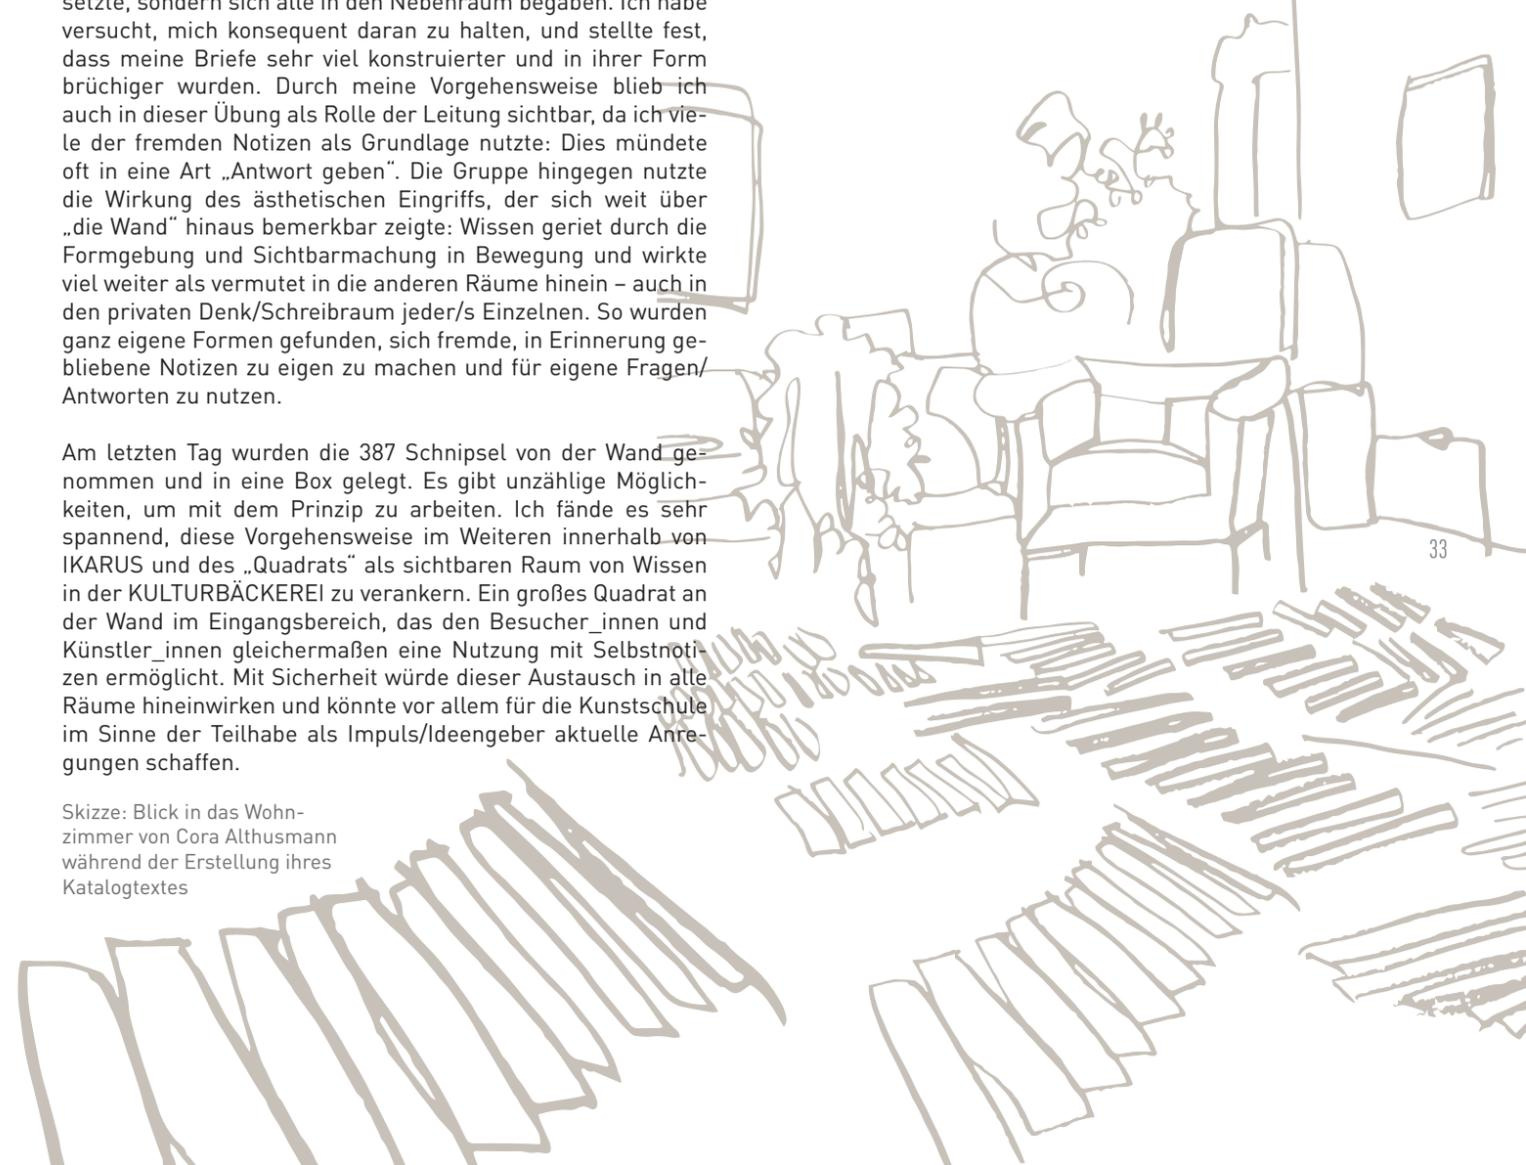 setzte, sondern sich alle in den Nebenraum begaben. Ich habe
versucht, mich konsequent daran zu halten, und stellte fest,
dass meine Briefe sehr viel konstruierter und in ihrer Form
brüchiger wurden. Durch meine Vorgehensweise blieb ich
auch in dieser Übung als Rolle der Leitung sichtbar, da ich vie-
le der fremden Notizen als Grundlage nutzte: Dies mündete
oft in eine Art „Antwort geben“. Die Gruppe hingegen nutzte
die Wirkung des ästhetischen Eingriffs, der sich weit über
„die Wand“ hinaus bemerkbar zeigte: Wissen geriet durch die
Formgebung und Sichtbarmachung in Bewegung und wirkte
viel weiter als vermutet in die anderen Räume hinein – auch in
den privaten Denk/Schreibraum jeder/s Einzelnen. So wurden
ganz eigene Formen gefunden, sich fremde, in Erinnerung ge-
bliebene Notizen zu eigen zu machen und für eigene Fragen/
Antworten zu nutzen.
Am letzten Tag wurden die 387 Schnipsel von der Wand ge-
nommen und in eine Box gelegt. Es gibt unzählige Möglich-
keiten, um mit dem Prinzip zu arbeiten. Ich fände es sehr
spannend, diese Vorgehensweise im Weiteren innerhalb von
IKARUS und des „Quadrats“ als sichtbaren Raum von Wissen
in der KULTURBÄCKEREI zu verankern. Ein großes Quadrat an
der Wand im Eingangsbereich, das den Besucher_innen und
Künstler_innen gleichermaßen eine Nutzung mit Selbstnoti-
zen ermöglicht. Mit Sicherheit würde dieser Austausch in alle
Räume hineinwirken und könnte vor allem für die Kunstschule
im Sinne der Teilhabe als Impuls/Ideengeber aktuelle Anre-
gungen schaffen.
Skizze: Blick in das Wohn-
zimmer von Cora Althusmann
während der Erstellung ihres
Katalogtextes
33